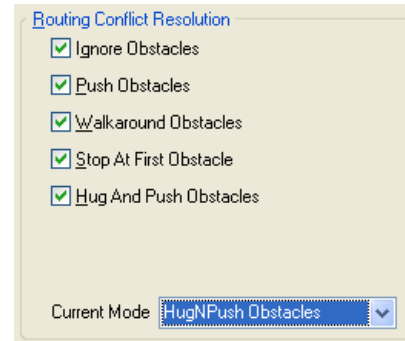 Routing Conflict Resolution
Ignore Obstacles
Push Obstacles
Walkaround Obstacles
Stop At First Obstacle
Hug And Push Obstacles
Current Mode HugNPush Obstacles